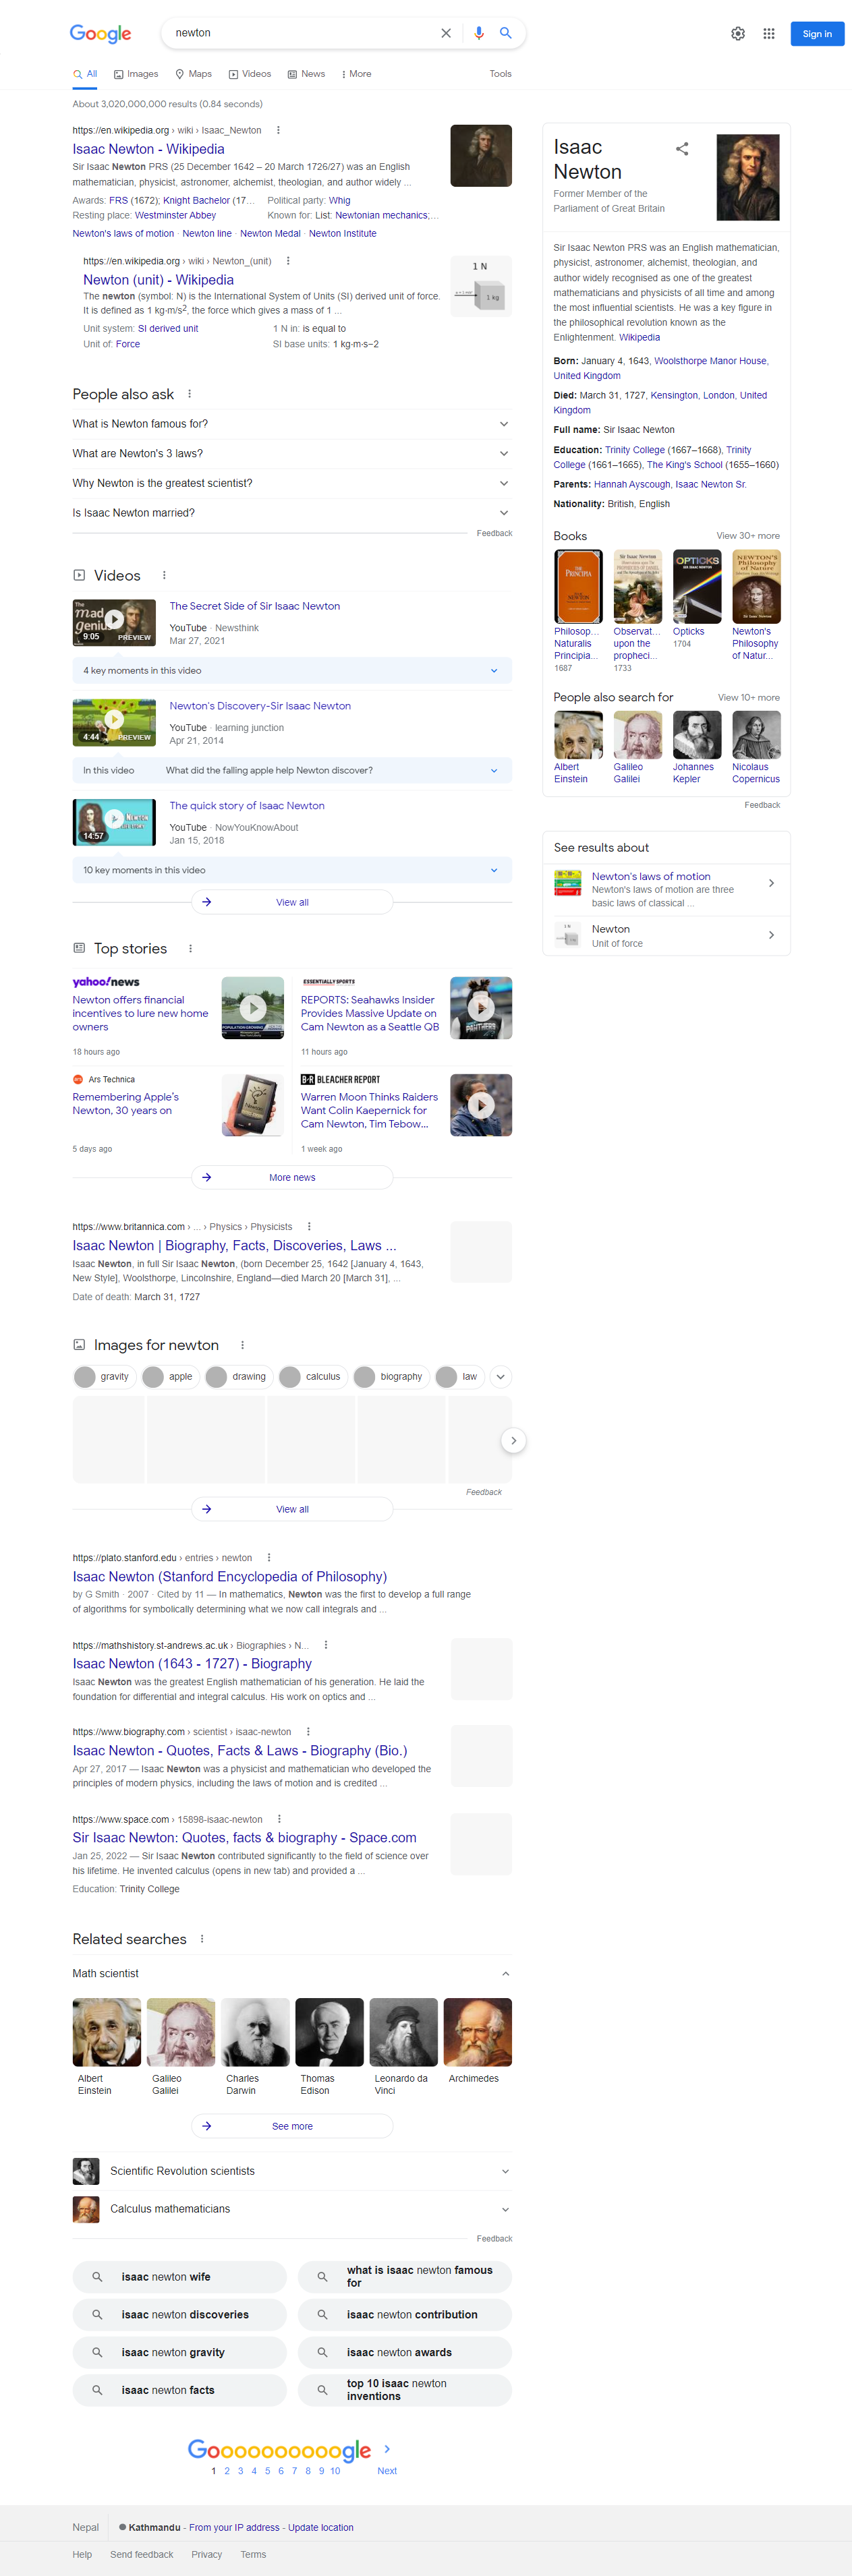 Google
newton
Sign in
All
Images
Maps
Videos
News
More
Tools
About 3,020,000,000 results (0.84 seconds)
https://en.wikipedia.org › wiki › Isaac_Newton
Isaac Newton - Wikipedia
Sir Isaac Newton PRS (25 December 1642 – 20 March 1726/27) was an English
mathematician, physicist, astronomer, alchemist, theologian, and author widely ...
Awards: FRS (1672); Knight Bachelor (17...
Political party: Whig
Resting place: Westminster Abbey
Known for: List: Newtonian mechanics;...
Newton's laws of motion · Newton line · Newton Medal · Newton Institute
https://en.wikipedia.org › wiki › Newton_(unit)
Newton (unit) - Wikipedia
The newton (symbol: N) is the International System of Units (SI) derived unit of force.
It is defined as 1 kg⋅m/s², the force which gives a mass of 1 ...
Unit system: SI derived unit
1 N in: is equal to
Unit of: Force
SI base units: 1 kg⋅m⋅s−2
1 N
1 kg
People also ask
What is Newton famous for?
What are Newton's 3 laws?
Why Newton is the greatest scientist?
Is Isaac Newton married?
Feedback
Videos
The mad genius
9:05
PREVIEW
The Secret Side of Sir Isaac Newton
YouTube · Newsthink
Mar 27, 2021
4 key moments in this video
4:44
PREVIEW
Newton's Discovery-Sir Isaac Newton
YouTube · learning junction
Apr 21, 2014
In this video
What did the falling apple help Newton discover?
14:57
The quick story of Isaac Newton
YouTube · NowYouKnowAbout
Jan 15, 2018
10 key moments in this video
View all
Top stories
yahoo!news
Newton offers financial
incentives to lure new home
owners
18 hours ago
ESSENTIALLY SPORTS
REPORTS: Seahawks Insider
Provides Massive Update on
Cam Newton as a Seattle QB
11 hours ago
Ars Technica
Remembering Apple's
Newton, 30 years on
5 days ago
B/R BLEACHER REPORT
Warren Moon Thinks Raiders
Want Colin Kaepernick for
Cam Newton, Tim Tebow...
1 week ago
More news
https://www.britannica.com › ... › Physics › Physicists
Isaac Newton | Biography, Facts, Discoveries, Laws ...
Isaac Newton, in full Sir Isaac Newton, (born December 25, 1642 [January 4, 1643,
New Style], Woolsthorpe, Lincolnshire, England—died March 20 [March 31], ...
Date of death: March 31, 1727
Images for newton
gravity
apple
drawing
calculus
biography
law
Feedback
View all
https://plato.stanford.edu › entries › newton
Isaac Newton (Stanford Encyclopedia of Philosophy)
by G Smith · 2007 · Cited by 11 — In mathematics, Newton was the first to develop a full range
of algorithms for symbolically determining what we now call integrals and ...
https://mathshistory.st-andrews.ac.uk › Biographies › N...
Isaac Newton (1643 - 1727) - Biography
Isaac Newton was the greatest English mathematician of his generation. He laid the
foundation for differential and integral calculus. His work on optics and ...
https://www.biography.com › scientist › isaac-newton
Isaac Newton - Quotes, Facts & Laws - Biography (Bio.)
Apr 27, 2017 — Isaac Newton was a physicist and mathematician who developed the
principles of modern physics, including the laws of motion and is credited ...
https://www.space.com › 15898-isaac-newton
Sir Isaac Newton: Quotes, facts & biography - Space.com
Jan 25, 2022 — Sir Isaac Newton contributed significantly to the field of science over
his lifetime. He invented calculus (opens in new tab) and provided a ...
Education: Trinity College
Related searches
Math scientist
Albert
Einstein
Galileo
Galilei
Charles
Darwin
Thomas
Edison
Leonardo da
Vinci
Archimedes
See more
Scientific Revolution scientists
Calculus mathematicians
Feedback
isaac newton wife
what is isaac newton famous
for
isaac newton discoveries
isaac newton contribution
isaac newton gravity
isaac newton awards
isaac newton facts
top 10 isaac newton
inventions
Goooooooooogle
1 2 3 4 5 6 7 8 9 10
Next
Isaac
Newton
Former Member of the
Parliament of Great Britain
Sir Isaac Newton PRS was an English mathematician,
physicist, astronomer, alchemist, theologian, and
author widely recognised as one of the greatest
mathematicians and physicists of all time and among
the most influential scientists. He was a key figure in
the philosophical revolution known as the
Enlightenment. Wikipedia
Born: January 4, 1643, Woolsthorpe Manor House,
United Kingdom
Died: March 31, 1727, Kensington, London, United
Kingdom
Full name: Sir Isaac Newton
Education: Trinity College (1667–1668), Trinity
College (1661–1665), The King's School (1655–1660)
Parents: Hannah Ayscough, Isaac Newton Sr.
Nationality: British, English
Books
View 30+ more
PRINCIPIA
OPTICKS
NEWTON'S
Philosophy
of Nature
Philosop...
Naturalis
Principia...
1687
Observat...
upon the
propheci...
1733
Opticks
1704
Newton's
Philosophy
of Natur...
People also search for
View 10+ more
Albert
Einstein
Galileo
Galilei
Johannes
Kepler
Nicolaus
Copernicus
Feedback
See results about
Newton's laws of motion
Newton's laws of motion are three
basic laws of classical ...
Newton
Unit of force
Nepal
Kathmandu - From your IP address - Update location
Help
Send feedback
Privacy
Terms